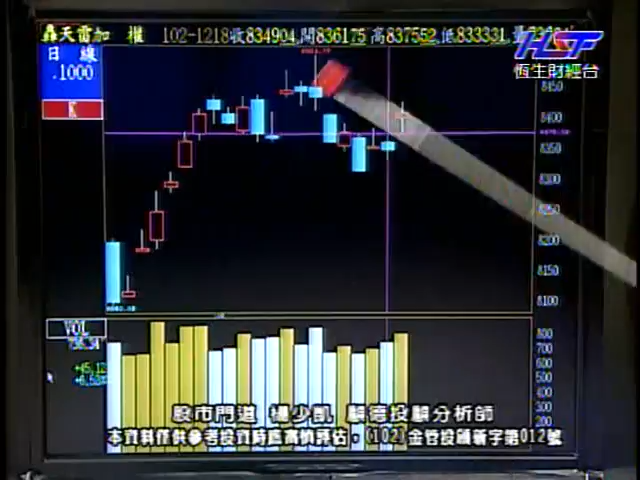 轟天雷加 權 102-1218收834904,開836175高837552,低833331,量
日線
.1000
K
HSTF
恆生財經台
8450
8400
8350
8200
8150
8100
VOL
800
700
600
500
400
300
200
股市門道 楊少凱 顧德投顧分析師
本資料僅供參考投資時應審慎評估,(102)金管投顧新字第012號